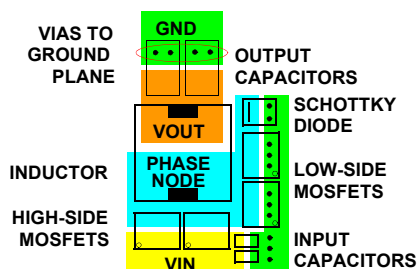 GND
VIAS TO
GROUND
PLANE
OUTPUT
CAPACITORS
SCHOTTKY
DIODE
VOUT
INDUCTOR
PHASE
NODE
LOW-SIDE
MOSFETS
HIGH-SIDE
MOSFETS
INPUT
CAPACITORS
VIN